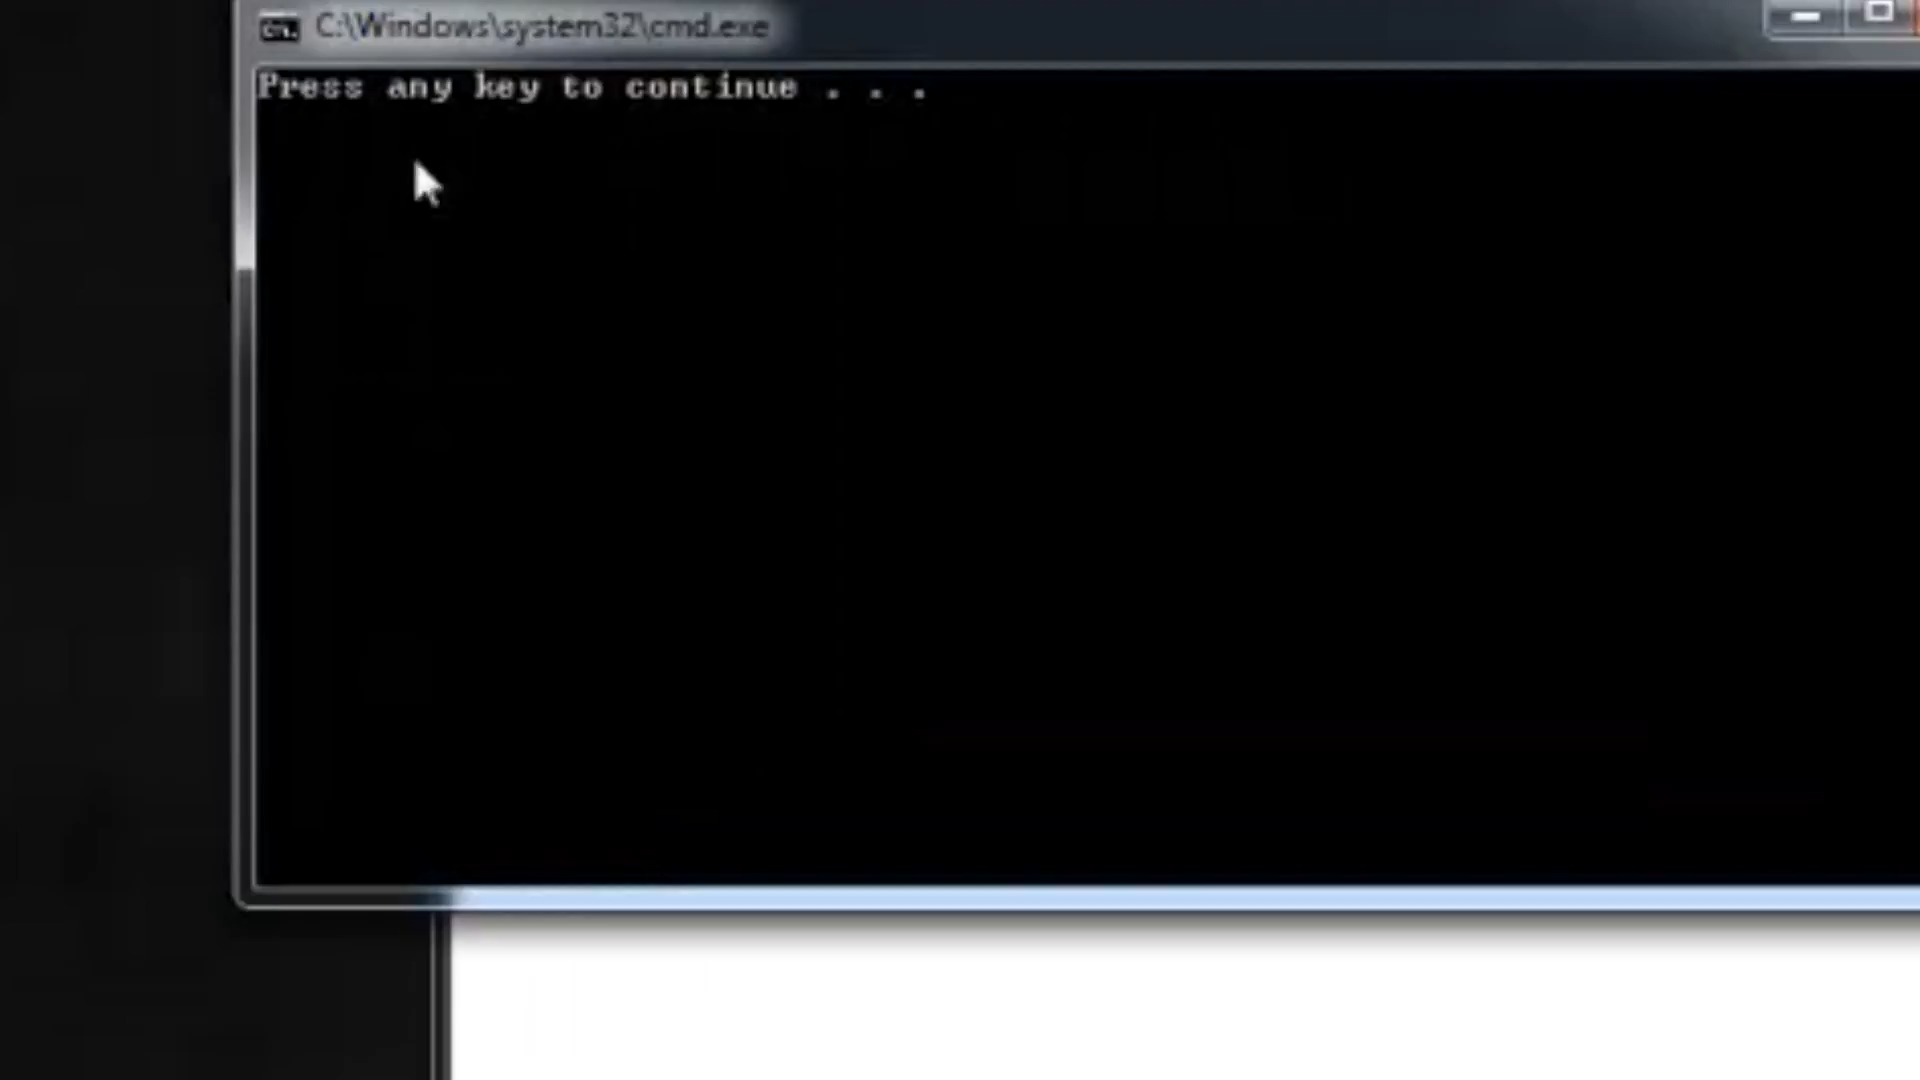 C:\Windows\system32\cmd.exe
Press any key to continue . . .